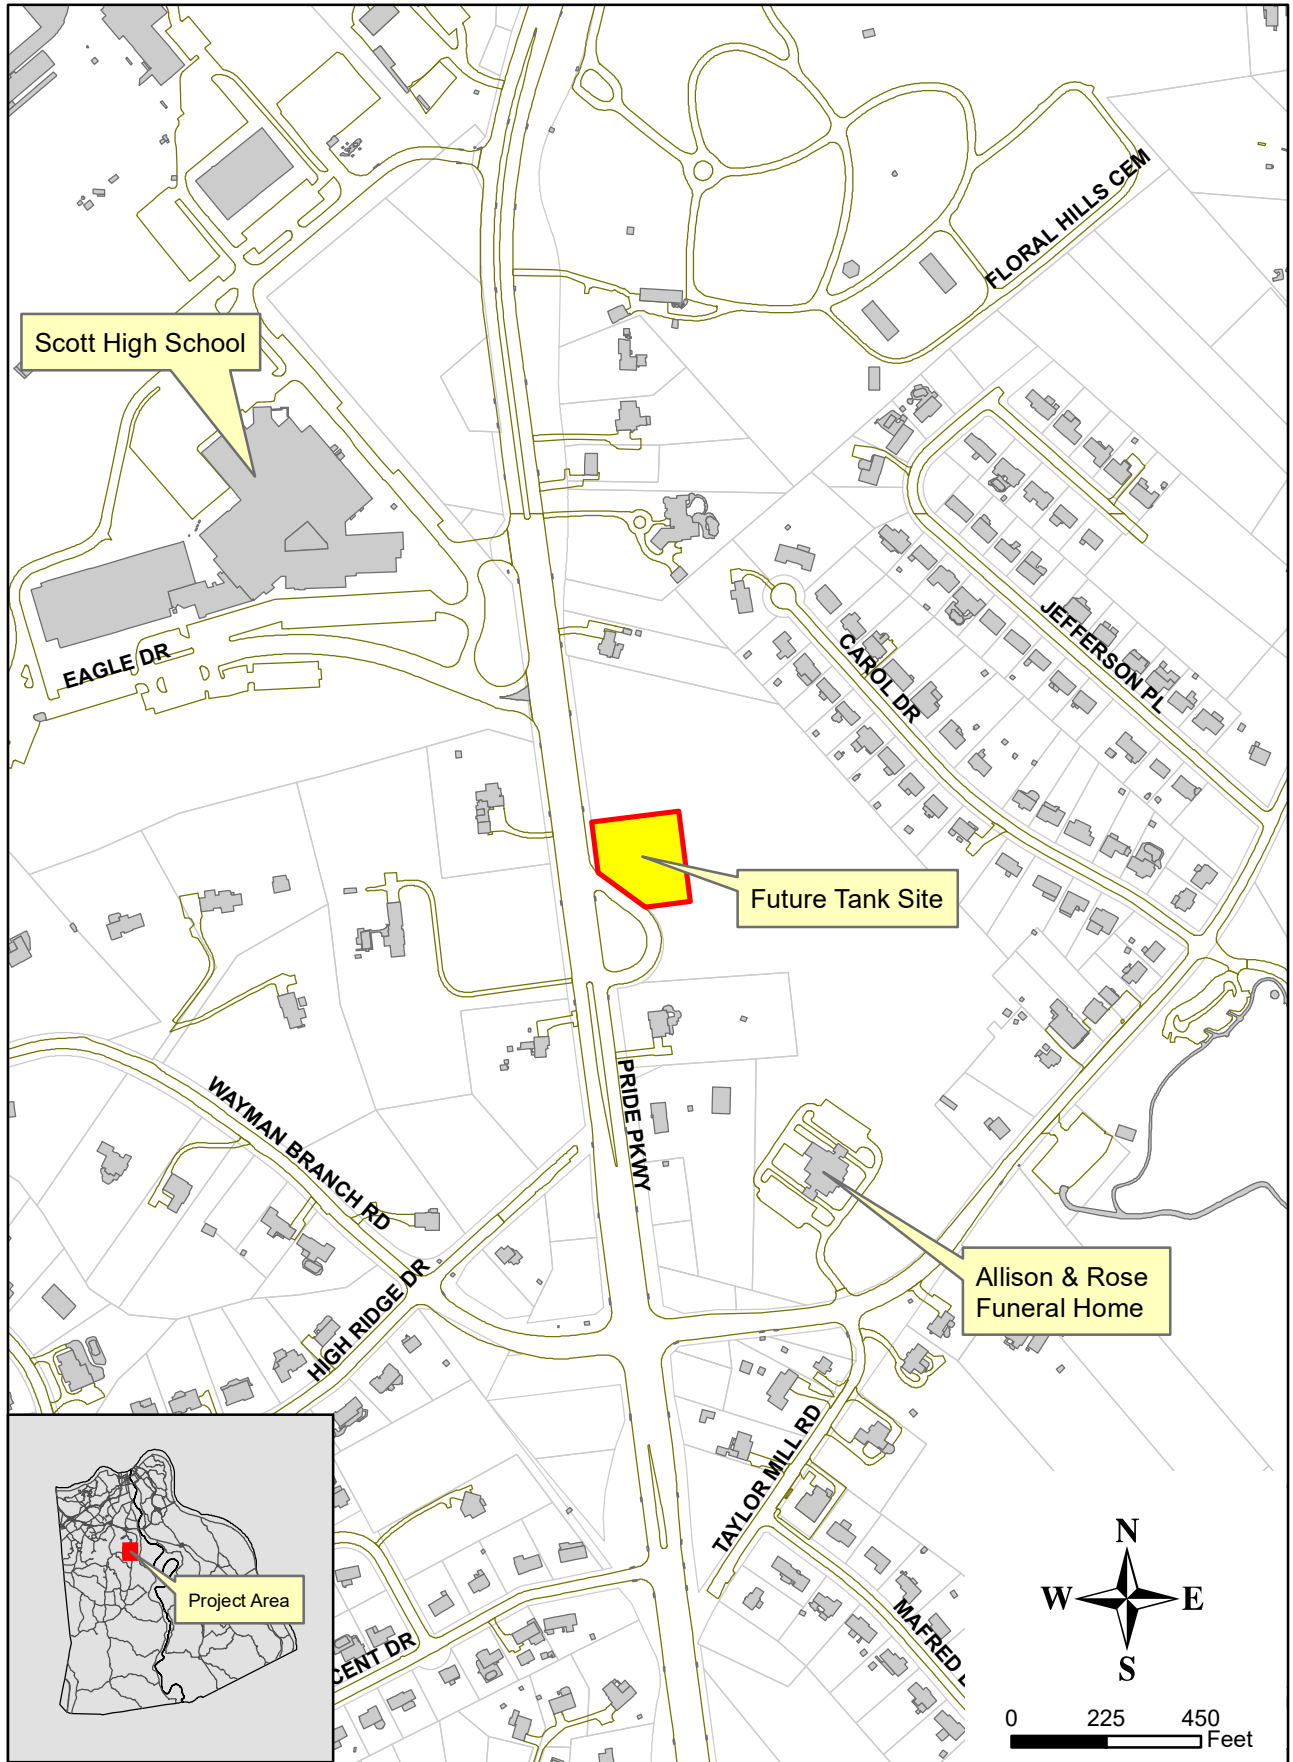 FLORAL HILLS CEM
Scott High School
JEFFERSON PL
CAROL DR
EAGLE DR
Future Tank Site
PRIDE PKWY
WAYMAN BRANCH RD
HIGH RIDGE DR
Allison & Rose
Funeral Home
TAYLOR MILL RD
Project Area
MAFRED
CENT DR
N
W E
S
0 225 450
Feet